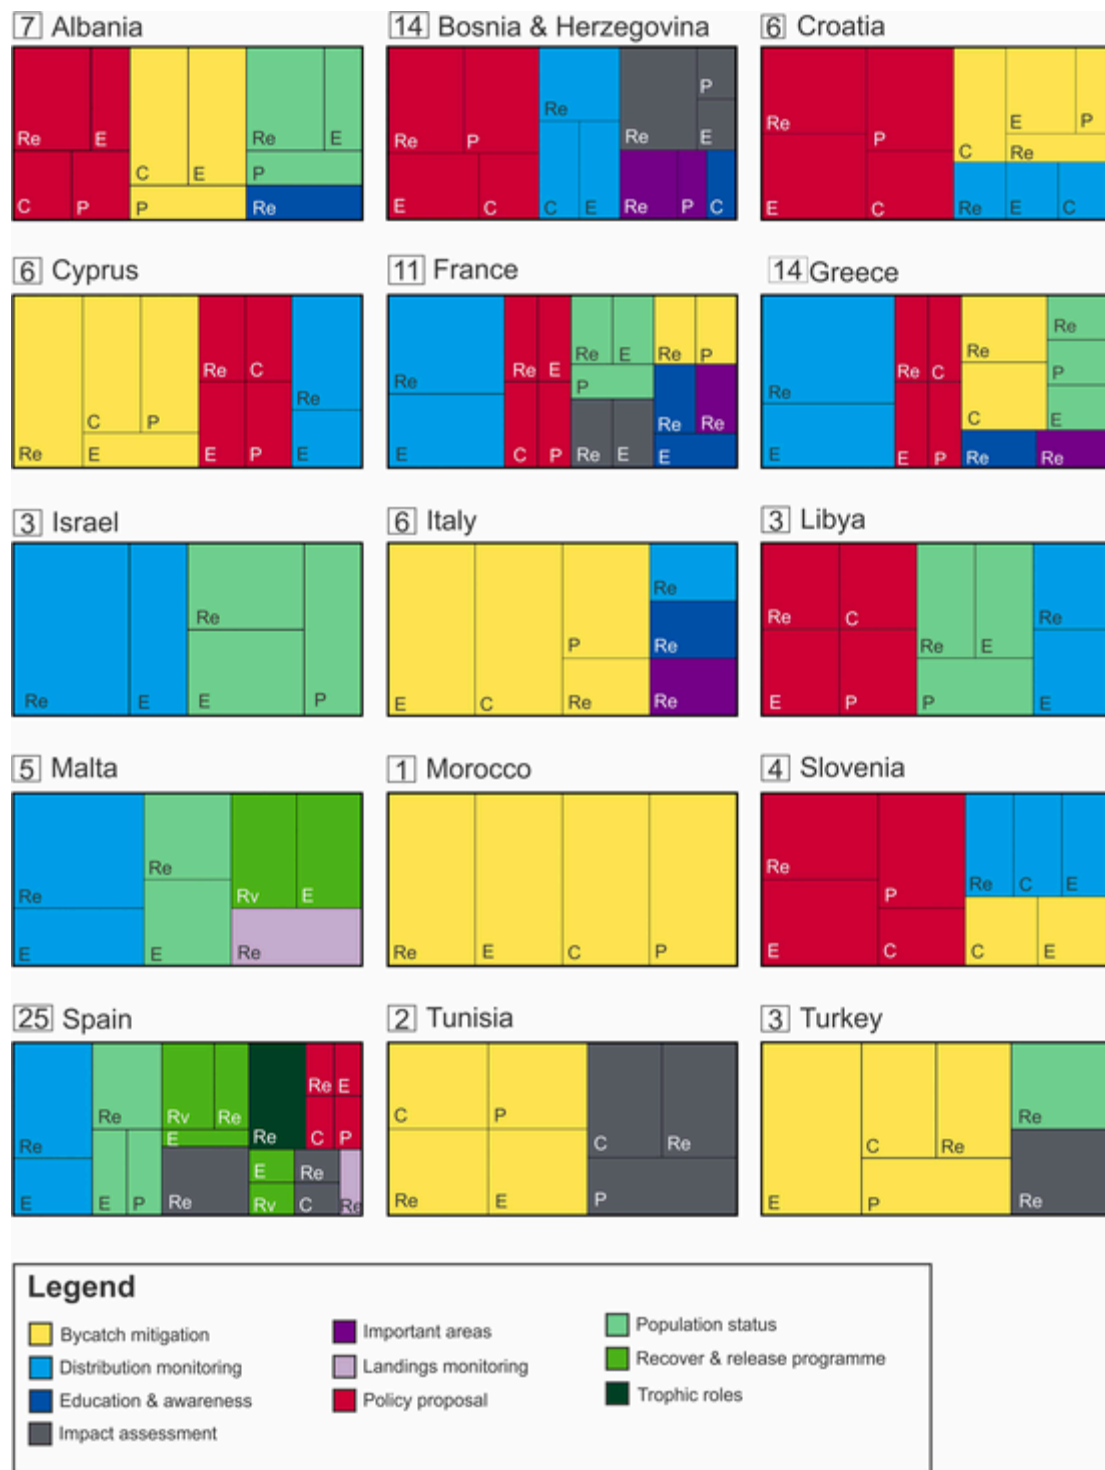 7 Albania
14 Bosnia & Herzegovina
6 Croatia
Re E C E Re E
C P P P Re
Re P Re Re P E
E C C E Re P C
Re P C E P Re
E C Re E C
6 Cyprus
11 France
14 Greece
Re C P E Re C E P Re E
Re E Re E C P Re E P Re E Re P Re Re E
Re E Re C E P Re C Re P E Re Re
3 Israel
6 Italy
3 Libya
Re E Re E P
E C P Re Re Re Re
Re C E P Re E P Re E
5 Malta
1 Morocco
4 Slovenia
Re E Re E Rv E Re
Re E C P
Re E P C Re C E C E
25 Spain
2 Tunisia
3 Turkey
Re E Re E P Rv Re E Re Re E Rv Re E C P Re C Re
C P Re E C Re P
E C Re P Re Re
Legend
Bycatch mitigation
Distribution monitoring
Education & awareness
Impact assessment
Important areas
Landings monitoring
Policy proposal
Population status
Recover & release programme
Trophic roles